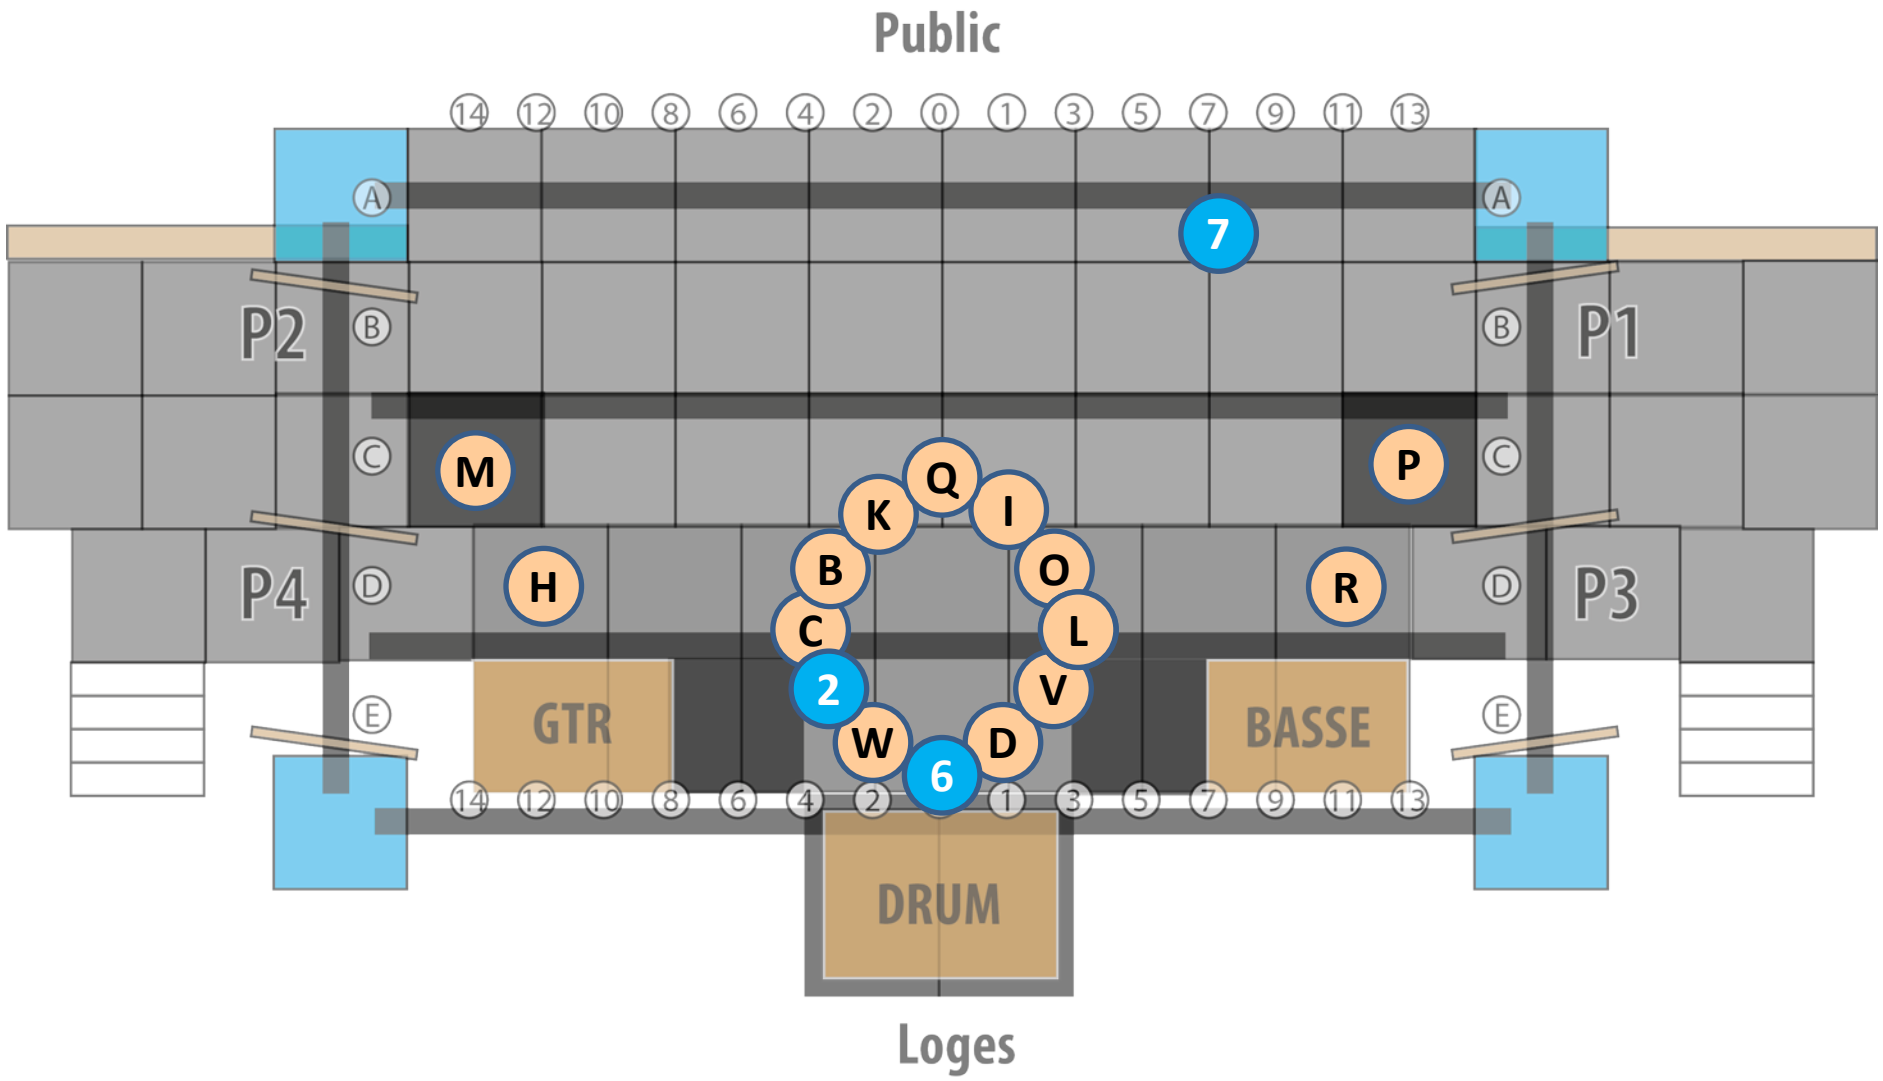 Public
14 12 10 8 6 4 2 0 1 3 5 7 9 11 13
A A
7
P2 B B P1
M C Q C P
K I
P4 D H B O R D P3
C L
GTR E 2 V BASSE E
W D
6
14 12 10 8 6 4 2 0 1 3 5 7 9 11 13
DRUM
Loges